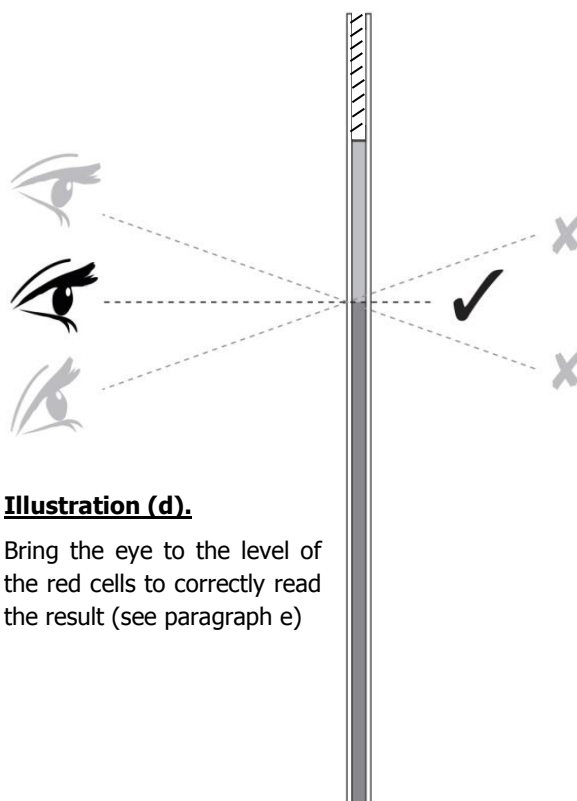 Illustration (d).
Bring the eye to the level of
the red cells to correctly read
the result (see paragraph e)